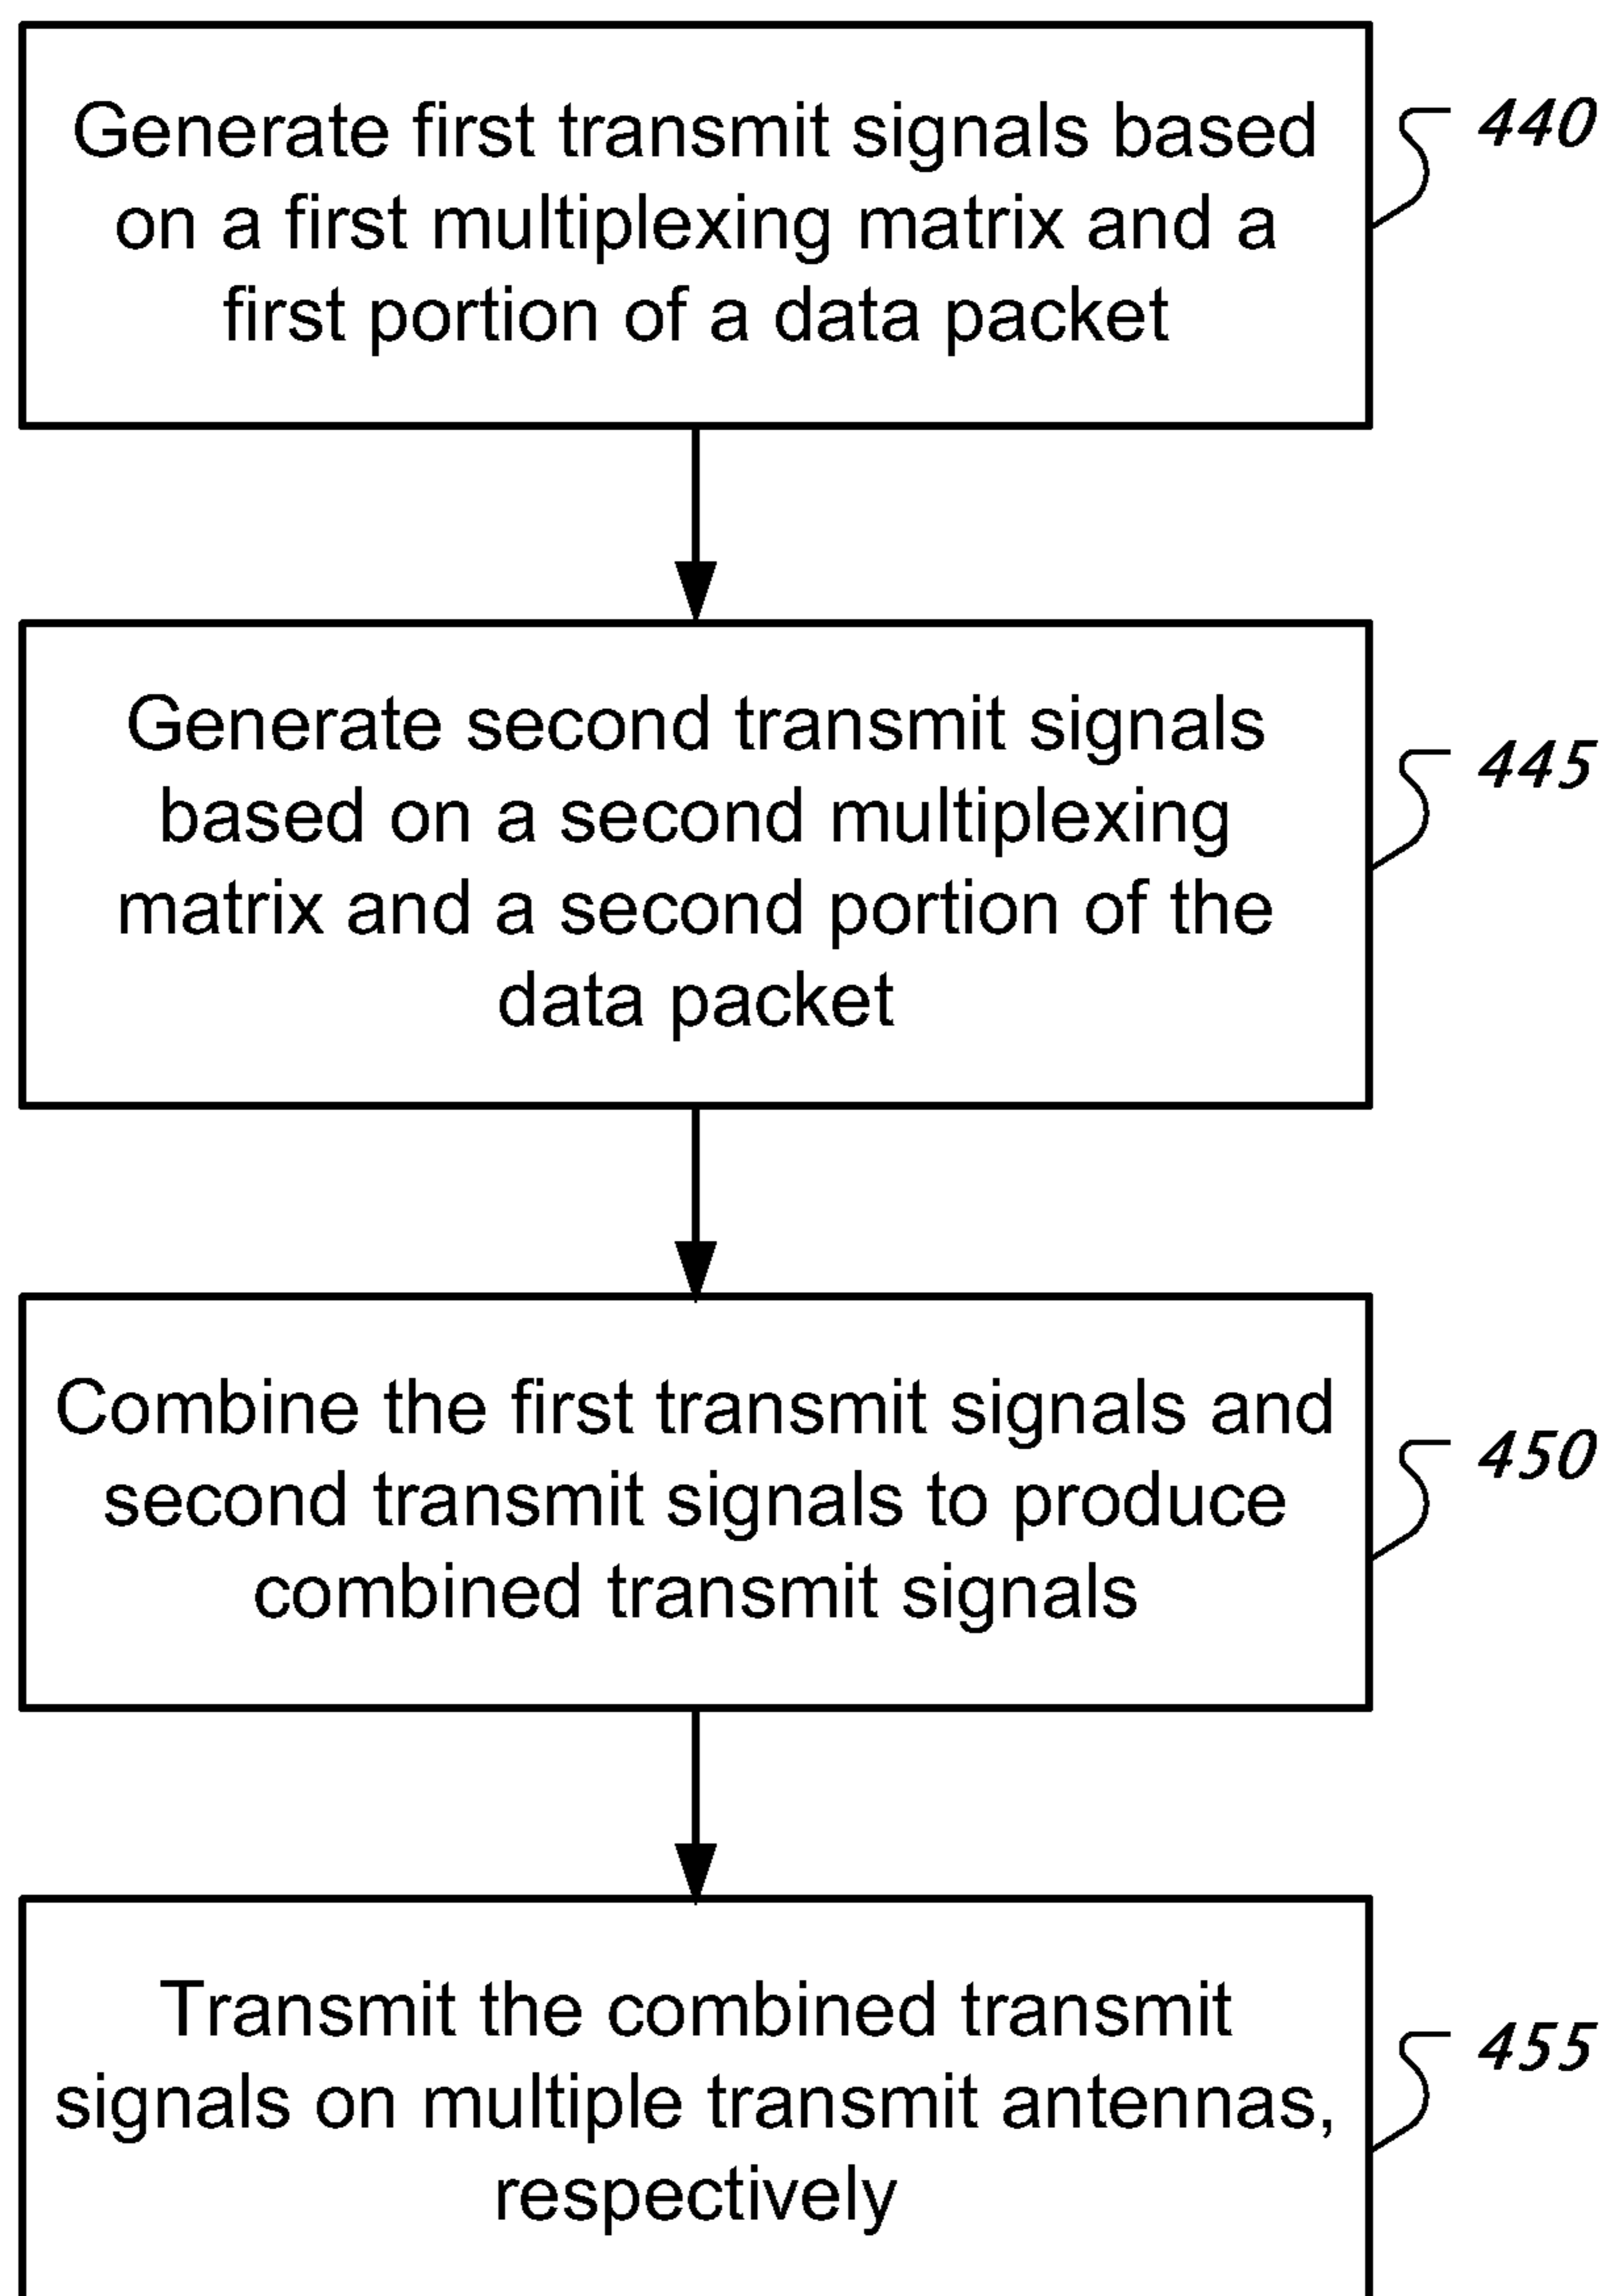 Generate first transmit signals based
on a first multiplexing matrix and a
first portion of a data packet
440
Generate second transmit signals
based on a second multiplexing
matrix and a second portion of the
data packet
445
Combine the first transmit signals and
second transmit signals to produce
combined transmit signals
450
Transmit the combined transmit
signals on multiple transmit antennas,
respectively
455